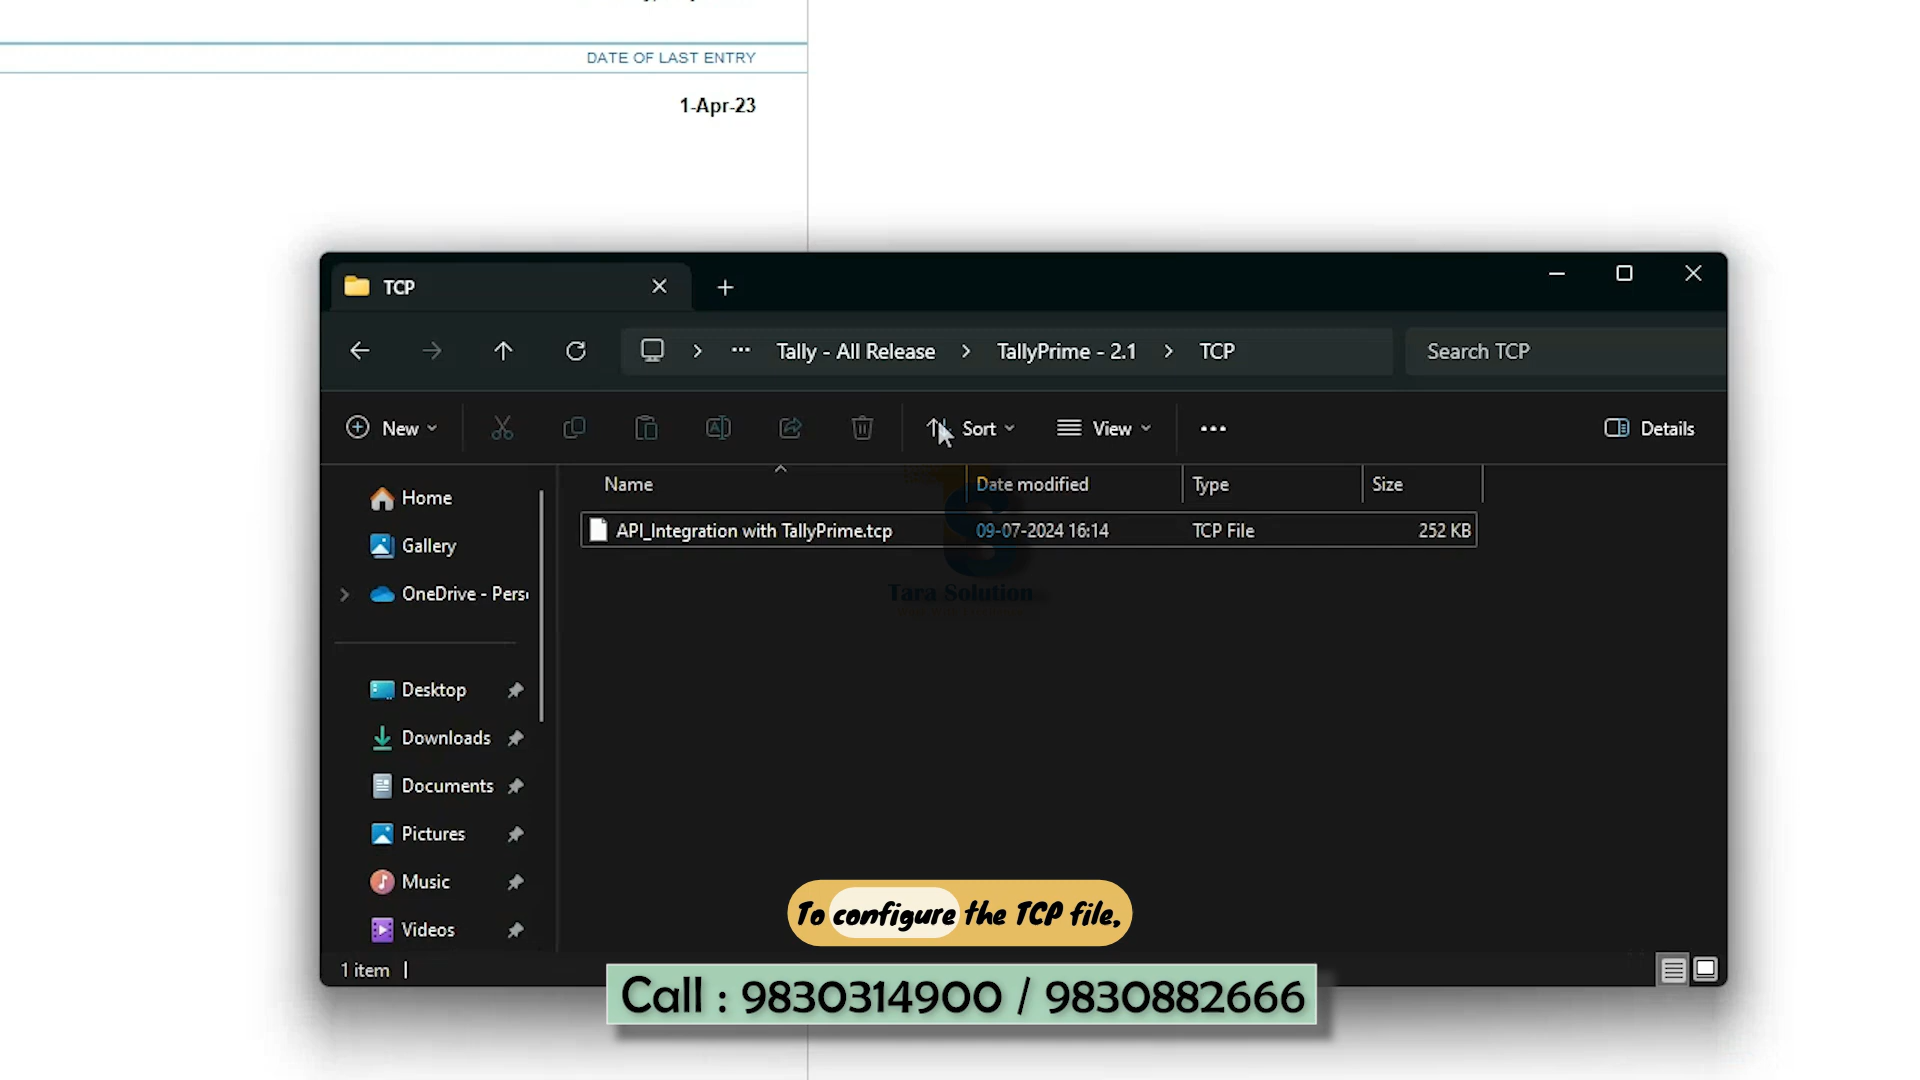 DATE OF LAST ENTRY
1-Apr-23
TCP
Tally - All Release > TallyPrime - 2.1 > TCP
Search TCP
New
Sort
View
Details
Name Date modified Type Size
API_Integration with TallyPrime.tcp 09-07-2024 16:14 TCP File 252 KB
Tara Solution
Home
Gallery
OneDrive - Pers
Desktop
Downloads
Documents
Pictures
Music
Videos
To configure the TCP file,
1 item
Call : 9830314900 / 9830882666